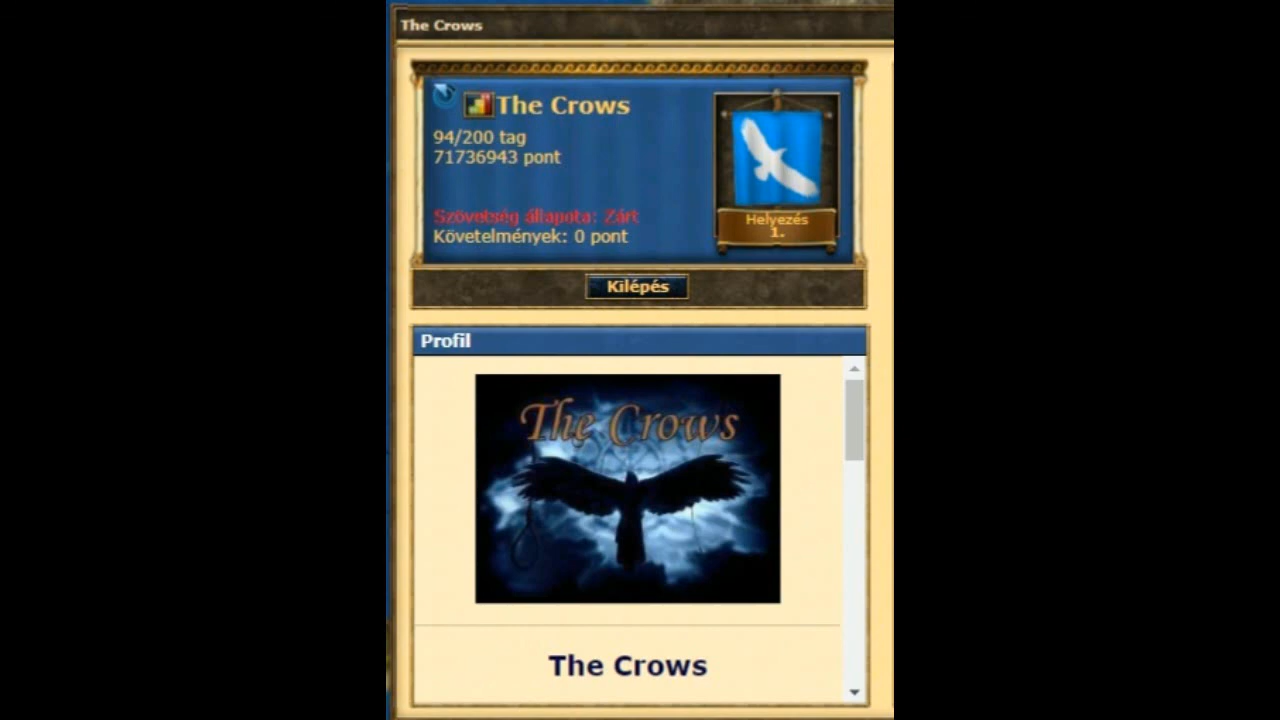 The Crows
The Crows
94/200 tag
71736943 pont
Szövetség állapota: Zárt
Követelmények: 0 pont
Helyezés
1.
Kilépés
Profil
The Crows
The Crows